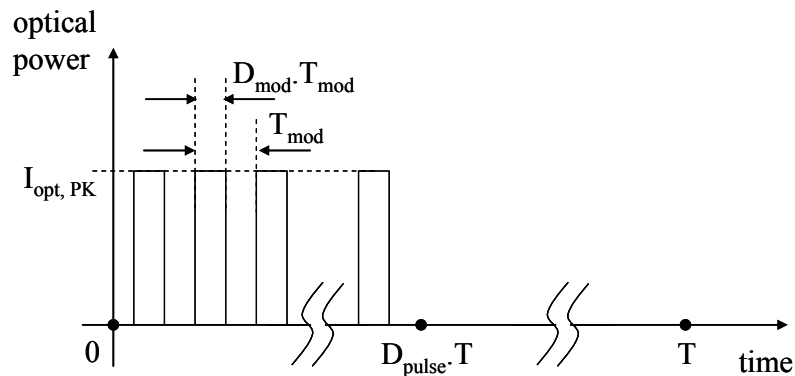 optical
power
D_mod.T_mod
T_mod
I_opt, PK
0
D_pulse.T
T
time